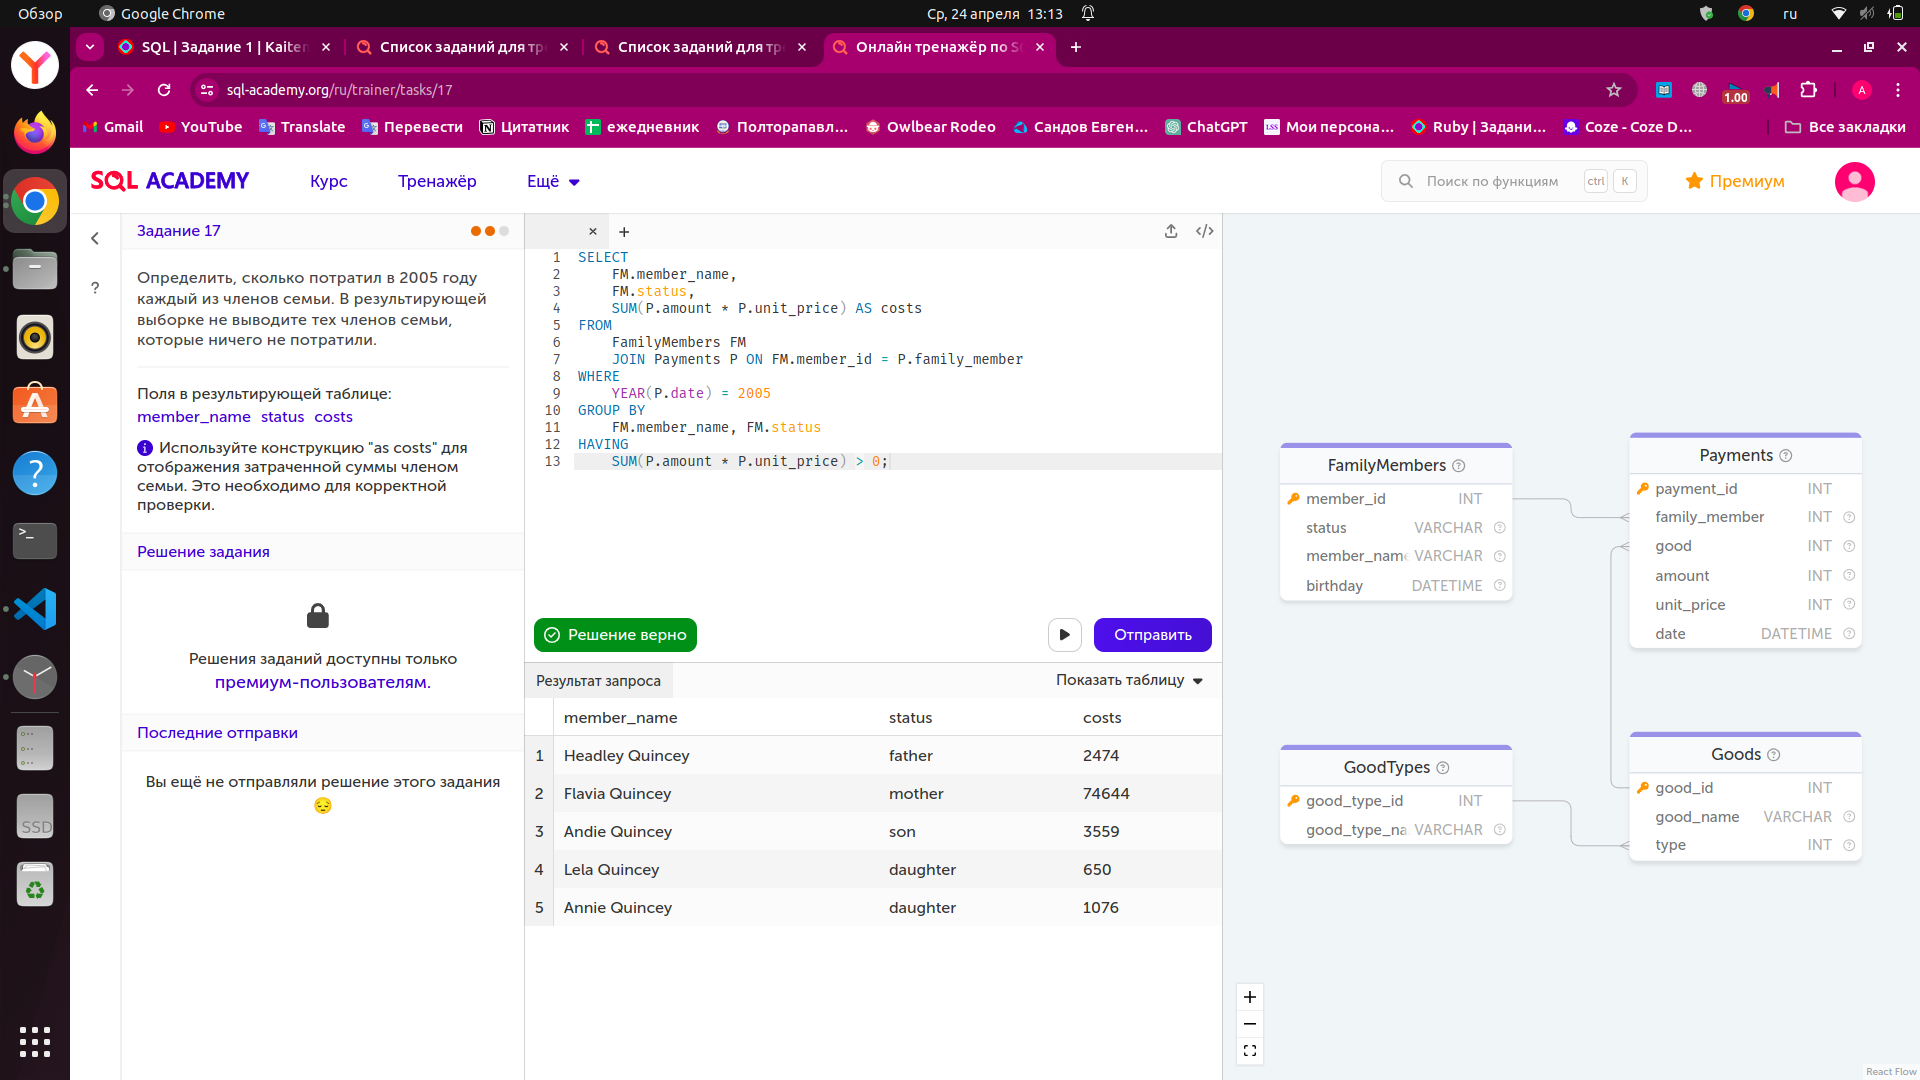 Обзор
Google Chrome
Ср, 24 апреля 13:13
ru
SQL | Задание 1 | Kaiten
Список заданий для тр
Список заданий для тр
Онлайн тренажёр по S
sql-academy.org/ru/trainer/tasks/17
1.00
A
Gmail
YouTube
Translate
Перевести
Цитатник
ежедневник
Полторапавл...
Owlbear Rodeo
Сандов Евген...
ChatGPT
LSS Мои персона...
Ruby | Задани...
Coze - Coze D...
Все закладки
SQL ACADEMY
Курс
Тренажёр
Ещё
Поиск по функциям
ctrl K
Премиум
Задание 17
Определить, сколько потратил в 2005 году
каждый из членов семьи. В результирующей
выборке не выводите тех членов семьи,
которые ничего не потратили.
Поля в результирующей таблице:
member_name status costs
Используйте конструкцию "as costs" для
отображения затраченной суммы членом
семьи. Это необходимо для корректной
проверки.
Решение задания
Решения заданий доступны только
премиум-пользователям.
Последние отправки
Вы ещё не отправляли решение этого задания
1 SELECT
2 FM.member_name,
3 FM.status,
4 SUM(P.amount * P.unit_price) AS costs
5 FROM
6 FamilyMembers FM
7 JOIN Payments P ON FM.member_id = P.family_member
8 WHERE
9 YEAR(P.date) = 2005
10 GROUP BY
11 FM.member_name, FM.status
12 HAVING
13 SUM(P.amount * P.unit_price) > 0;
Решение верно
Отправить
Результат запроса
Показать таблицу
member_name status costs
1 Headley Quincey father 2474
2 Flavia Quincey mother 74644
3 Andie Quincey son 3559
4 Lela Quincey daughter 650
5 Annie Quincey daughter 1076
FamilyMembers
member_id INT
status VARCHAR
member_name VARCHAR
birthday DATETIME
Payments
payment_id INT
family_member INT
good INT
amount INT
unit_price INT
date DATETIME
GoodTypes
good_type_id INT
good_type_na VARCHAR
Goods
good_id INT
good_name VARCHAR
type INT
React Flow
SSD